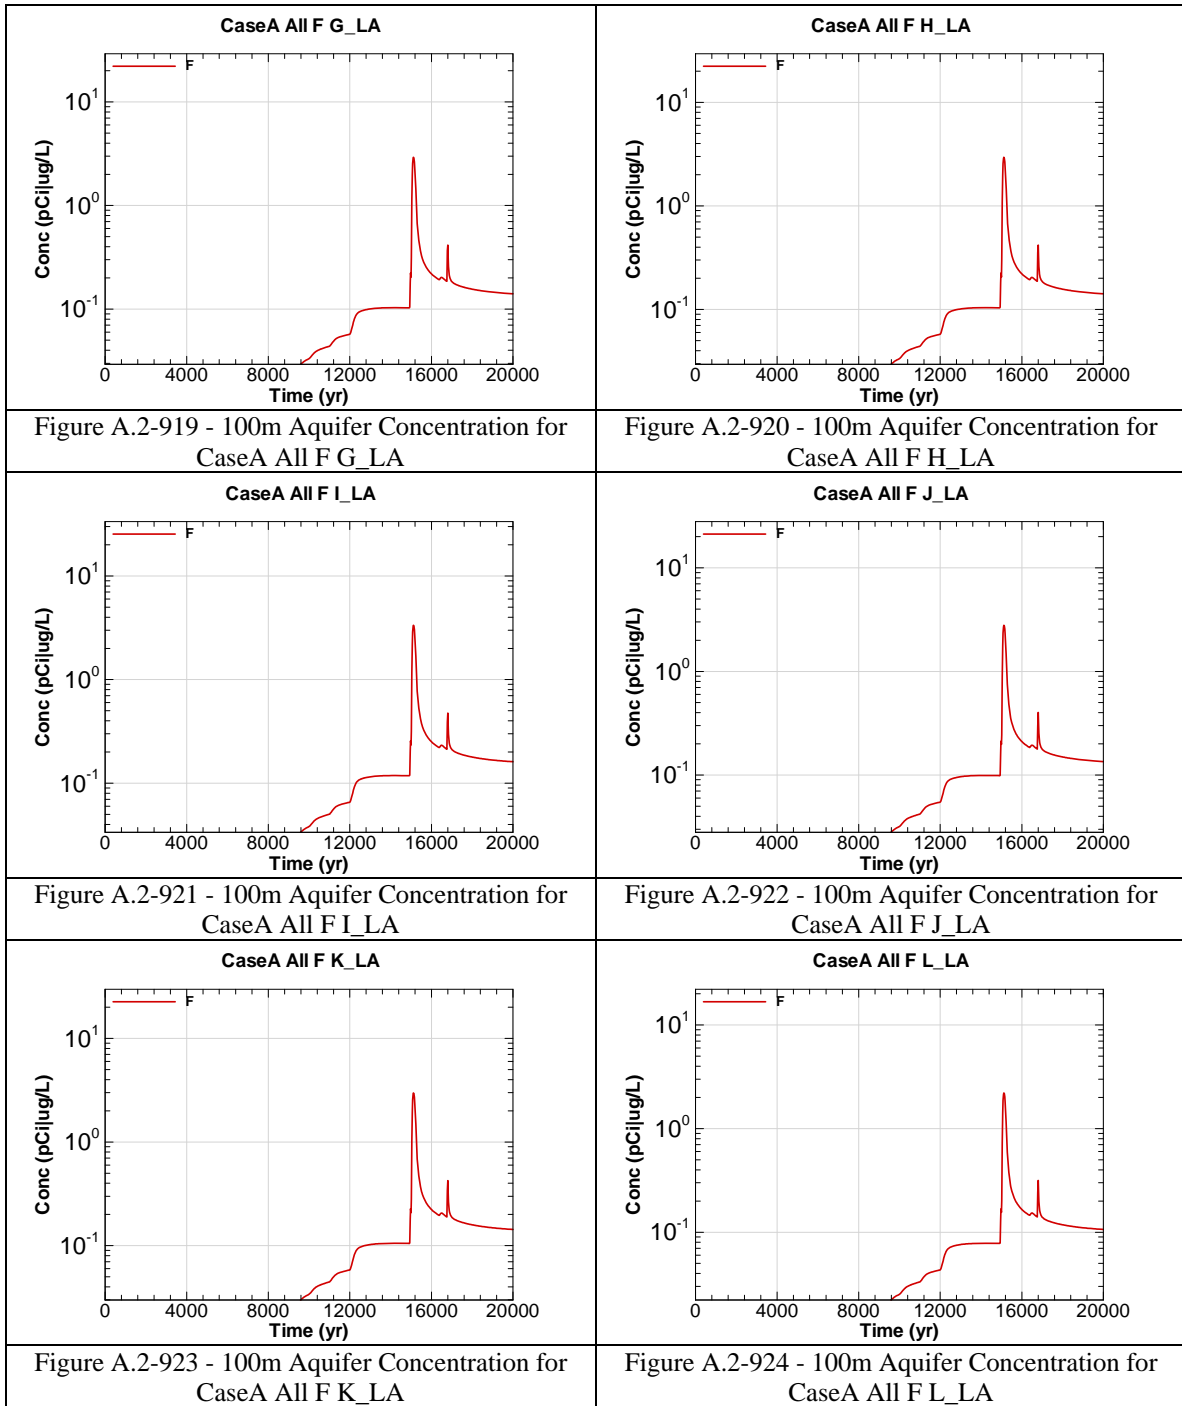 CaseA All F G_LA
F
10^1
10^0
10^-1
Conc (pCi|ug/L)
0 4000 8000 12000 16000 20000
Time (yr)
Figure A.2-919 - 100m Aquifer Concentration for
CaseA All F G_LA
CaseA All F H_LA
F
10^1
10^0
10^-1
Conc (pCi|ug/L)
0 4000 8000 12000 16000 20000
Time (yr)
Figure A.2-920 - 100m Aquifer Concentration for
CaseA All F H_LA
CaseA All F I_LA
F
10^1
10^0
10^-1
Conc (pCi|ug/L)
0 4000 8000 12000 16000 20000
Time (yr)
Figure A.2-921 - 100m Aquifer Concentration for
CaseA All F I_LA
CaseA All F J_LA
F
10^1
10^0
10^-1
Conc (pCi|ug/L)
0 4000 8000 12000 16000 20000
Time (yr)
Figure A.2-922 - 100m Aquifer Concentration for
CaseA All F J_LA
CaseA All F K_LA
F
10^1
10^0
10^-1
Conc (pCi|ug/L)
0 4000 8000 12000 16000 20000
Time (yr)
Figure A.2-923 - 100m Aquifer Concentration for
CaseA All F K_LA
CaseA All F L_LA
F
10^1
10^0
10^-1
Conc (pCi|ug/L)
0 4000 8000 12000 16000 20000
Time (yr)
Figure A.2-924 - 100m Aquifer Concentration for
CaseA All F L_LA